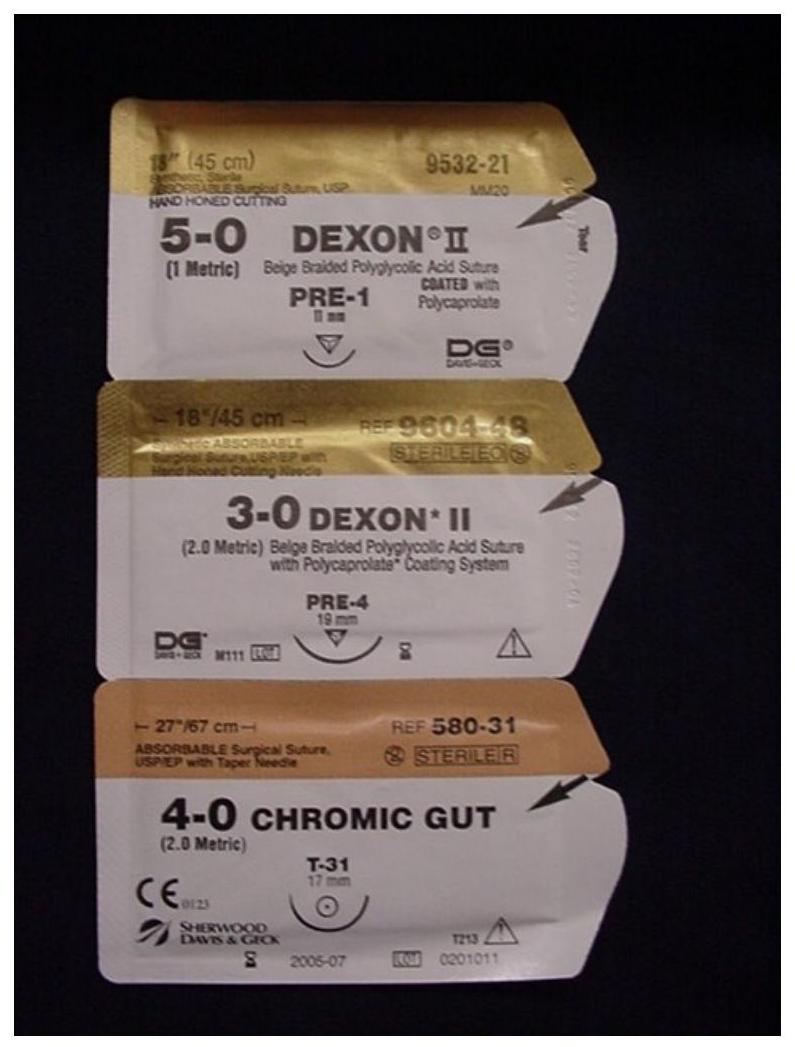 18" (45 cm) 9532-21
Synthetic, Sterile
ABSORBABLE Surgical Suture, USP MM20
HAND HONED CUTTING
Tear
5-0 DEXON® II
(1 Metric) Beige Braided Polyglycolic Acid Suture
COATED with
PRE-1 Polycaprolate
11 mm
DG®
DAVIS+GECK
18"/45 cm REF 9604-48
Synthetic ABSORBABLE STERILE EO
Surgical Suture, USP/EP with
Hand Honed Cutting Needle
3-0 DEXON* II
(2.0 Metric) Beige Braided Polyglycolic Acid Suture
with Polycaprolate* Coating System
PRE-4
19 mm
DG*
DAVIS+GECK M111 LOT
27"/67 cm REF 580-31
ABSORBABLE Surgical Suture, STERILE R
USP/EP with Taper Needle
4-0 CHROMIC GUT
(2.0 Metric)
T-31
17 mm
CE 0123
SHERWOOD
DAVIS & GECK T213
2005-07 LOT 0201011